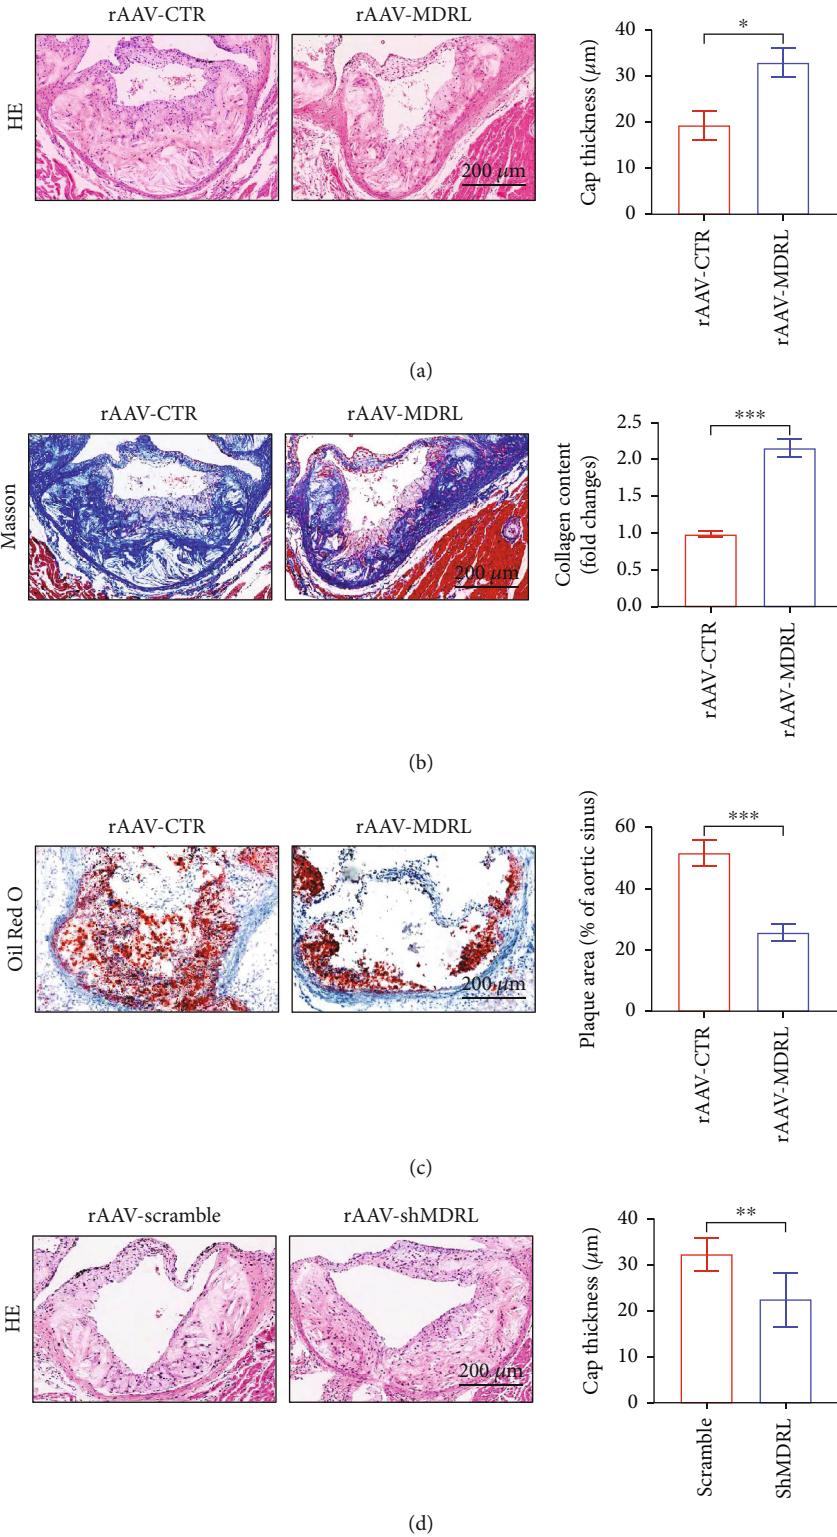 rAAV-CTR
rAAV-MDRL
HE
200 μm
Cap thickness (μm)
40
30
20
10
0
*
rAAV-CTR
rAAV-MDRL
(a)
rAAV-CTR
rAAV-MDRL
Masson
200 μm
Collagen content
(fold changes)
2.5
2.0
1.5
1.0
0.5
0.0
***
rAAV-CTR
rAAV-MDRL
(b)
rAAV-CTR
rAAV-MDRL
Oil Red O
200 μm
Plaque area (% of aortic sinus)
60
40
20
0
***
rAAV-CTR
rAAV-MDRL
(c)
rAAV-scramble
rAAV-shMDRL
HE
200 μm
Cap thickness (μm)
40
30
20
10
0
**
Scramble
ShMDRL
(d)